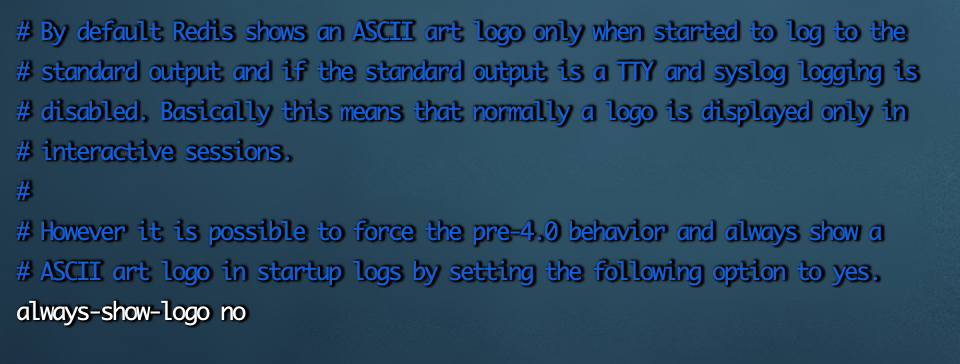 # By default Redis shows an ASCII art logo only when started to log to the
# standard output and if the standard output is a TTY and syslog logging is
# disabled. Basically this means that normally a logo is displayed only in
# interactive sessions.
#
# However it is possible to force the pre-4.0 behavior and always show a
# ASCII art logo in startup logs by setting the following option to yes.
always-show-logo no